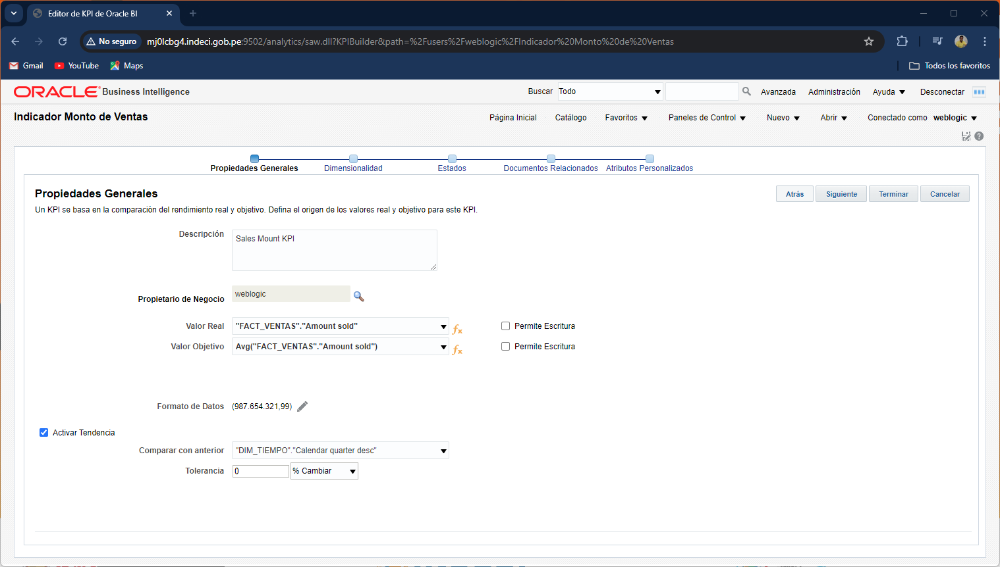 Editor de KPI de Oracle BI
No seguro mj0lcbg4.indeci.gob.pe:9502/analytics/saw.dll?KPIBuilder&path=%2Fusers%2Fweblogic%2FIndicador%20Monto%20de%20Ventas
Gmail YouTube Maps Todos los favoritos
ORACLE Business Intelligence Buscar Todo Avanzada Administración Ayuda Desconectar
Indicador Monto de Ventas Página Inicial Catálogo Favoritos Paneles de Control Nuevo Abrir Conectado como weblogic
Propiedades Generales Dimensionalidad Estados Documentos Relacionados Atributos Personalizados
Propiedades Generales Atrás Siguiente Terminar Cancelar
Un KPI se basa en la comparación del rendimiento real y objetivo. Defina el origen de los valores real y objetivo para este KPI.
Descripción Sales Mount KPI
Propietario de Negocio weblogic
Valor Real "FACT_VENTAS"."Amount sold" fx Permite Escritura
Valor Objetivo Avg("FACT_VENTAS"."Amount sold") fx Permite Escritura
Formato de Datos (987.654.321,99)
Activar Tendencia
Comparar con anterior "DIM_TIEMPO"."Calendar quarter desc"
Tolerancia 0 % Cambiar